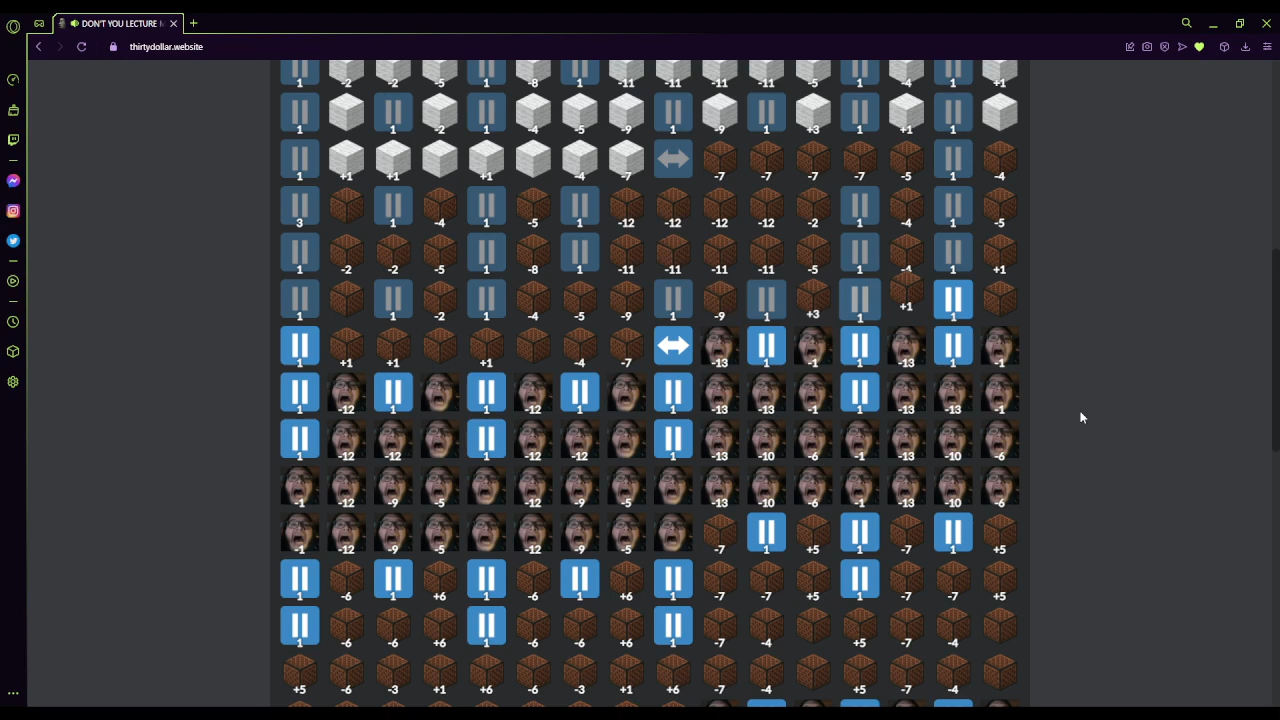 DON'T YOU LECTURE
thirtydollar.website
1 -2 -2 -5 1 -8 1 -11 -11 -11 -11 -5 1 -4 1 +1
1 1 -2 1 -4 -5 -9 1 -9 1 +3 1 +1 1
1 +1 +1 +1 -4 -7 -7 -7 -7 -7 -5 1 -4
3 1 -4 1 -5 1 -12 -12 -12 -12 -2 1 -4 1 -5
1 -2 -2 -5 1 -8 1 -11 -11 -11 -11 -5 1 -4 1 +1
1 1 -2 1 -4 -5 -9 1 -9 1 +3 1 +1 1
1 +1 +1 +1 -4 -7 -13 1 -1 1 -13 1 -1
1 -12 1 1 -12 1 1 -13 -13 -1 1 -13 -13 -1
1 -12 -12 1 -12 -12 1 -13 -10 -6 -1 -13 -10 -6
-1 -12 -9 -5 -12 -9 -5 -13 -10 -6 -1 -13 -10 -6
-1 -12 -9 -5 -12 -9 -5 -7 1 +5 1 -7 1 +5
1 -6 1 +6 1 -6 1 +6 1 -7 -7 +5 1 -7 -7 +5
1 -6 -6 +6 1 -6 -6 +6 1 -7 -4 +5 -7 -4
+5 -6 -3 +1 +6 -6 -3 +1 +6 -7 -4 +5 -7 -4